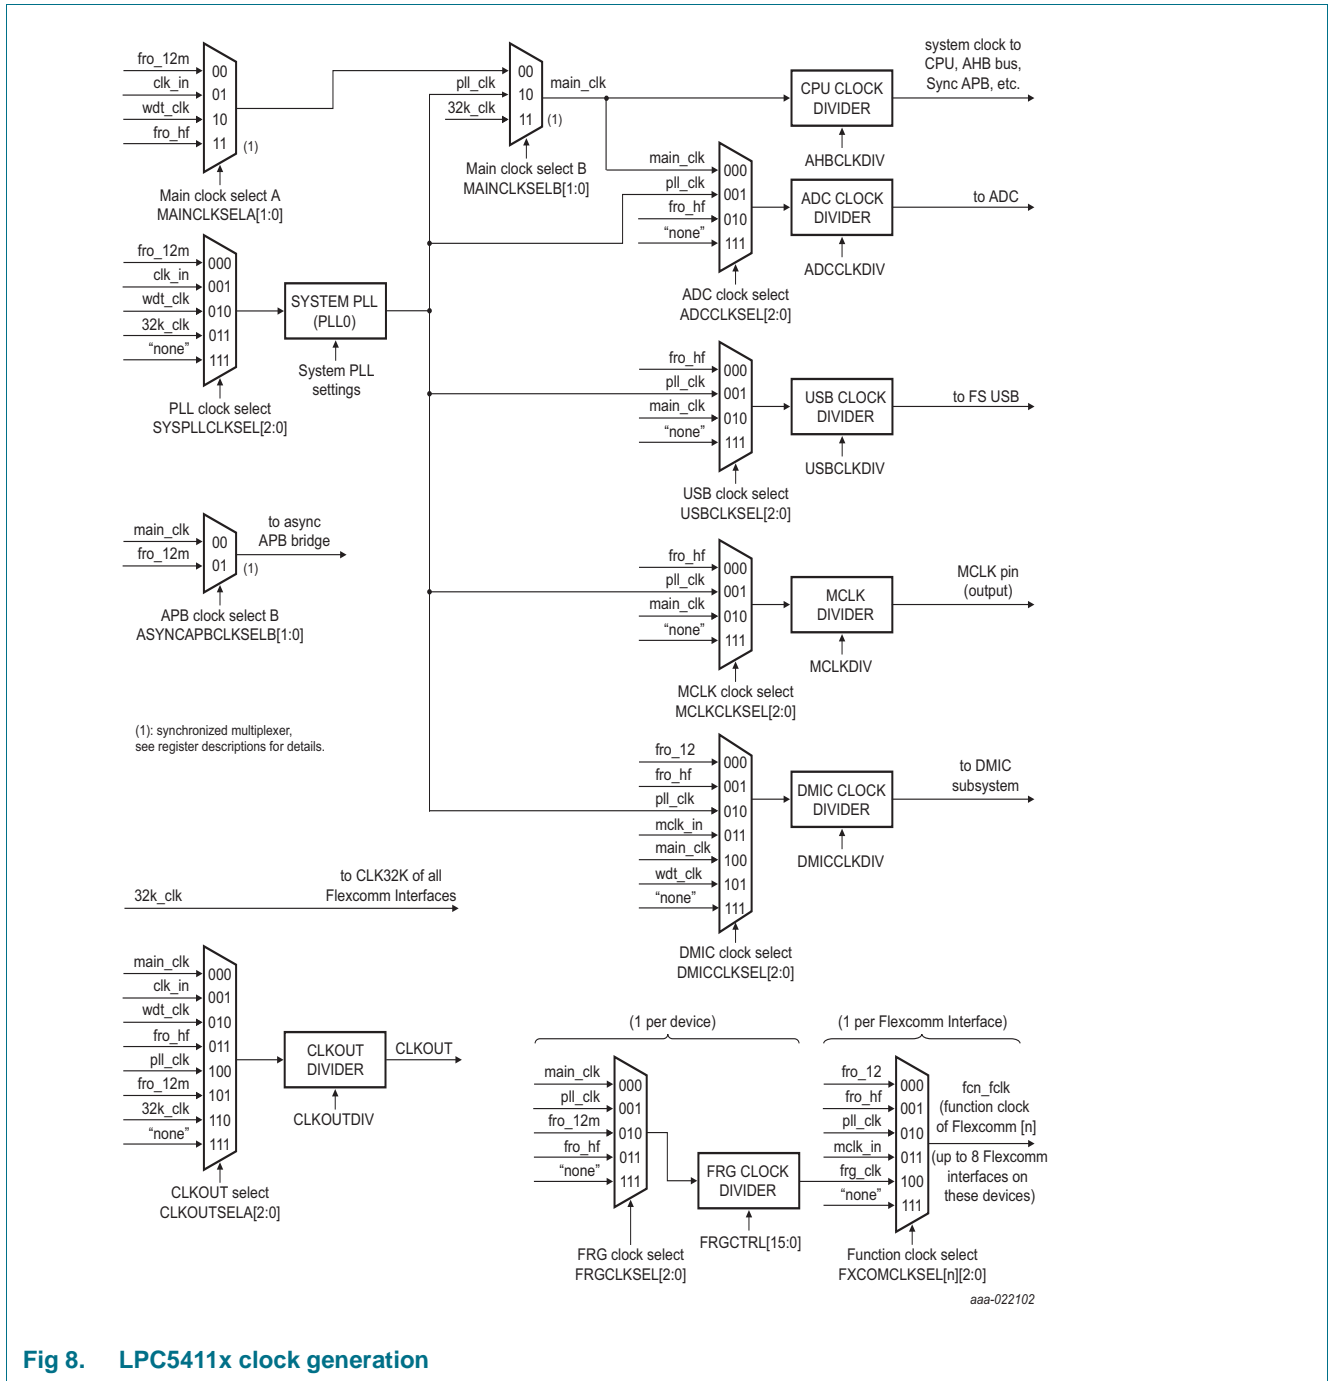 fro_12m
clk_in
wdt_clk
fro_hf
00
01
10
11
(1)
Main clock select A
MAINCLKSELA[1:0]
pll_clk
32k_clk
00
10
11
(1)
main_clk
Main clock select B
MAINCLKSELB[1:0]
CPU CLOCK
DIVIDER
AHBCLKDIV
system clock to
CPU, AHB bus,
Sync APB, etc.
main_clk
pll_clk
fro_hf
“none”
000
001
010
111
ADC clock select
ADCCLKSEL[2:0]
ADC CLOCK
DIVIDER
ADCCLKDIV
to ADC
fro_12m
clk_in
wdt_clk
32k_clk
“none”
000
001
010
011
111
PLL clock select
SYSPLLCLKSEL[2:0]
SYSTEM PLL
(PLL0)
System PLL
settings
fro_hf
pll_clk
main_clk
“none”
000
001
010
111
USB clock select
USBCLKSEL[2:0]
USB CLOCK
DIVIDER
USBCLKDIV
to FS USB
main_clk
fro_12m
00
01
(1)
to async
APB bridge
APB clock select B
ASYNCAPBCLKSELB[1:0]
fro_hf
pll_clk
main_clk
“none”
000
001
010
111
MCLK clock select
MCLKCLKSEL[2:0]
MCLK
DIVIDER
MCLKDIV
MCLK pin
(output)
(1): synchronized multiplexer,
see register descriptions for details.
fro_12
fro_hf
pll_clk
mclk_in
main_clk
wdt_clk
“none”
000
001
010
011
100
101
111
DMIC clock select
DMICCLKSEL[2:0]
DMIC CLOCK
DIVIDER
DMICCLKDIV
to DMIC
subsystem
32k_clk
to CLK32K of all
Flexcomm Interfaces
main_clk
clk_in
wdt_clk
fro_hf
pll_clk
fro_12m
32k_clk
“none”
000
001
010
011
100
101
110
111
CLKOUT select
CLKOUTSELA[2:0]
CLKOUT
DIVIDER
CLKOUTDIV
CLKOUT
(1 per device)
main_clk
pll_clk
fro_12m
fro_hf
“none”
000
001
010
011
111
FRG clock select
FRGCLKSEL[2:0]
FRG CLOCK
DIVIDER
FRGCTRL[15:0]
(1 per Flexcomm Interface)
fro_12
fro_hf
pll_clk
mclk_in
frg_clk
“none”
000
001
010
011
100
111
Function clock select
FXCOMCLKSEL[n][2:0]
fcn_fclk
(function clock
of Flexcomm [n]
(up to 8 Flexcomm
interfaces on
these devices)
aaa-022102
Fig 8. LPC5411x clock generation